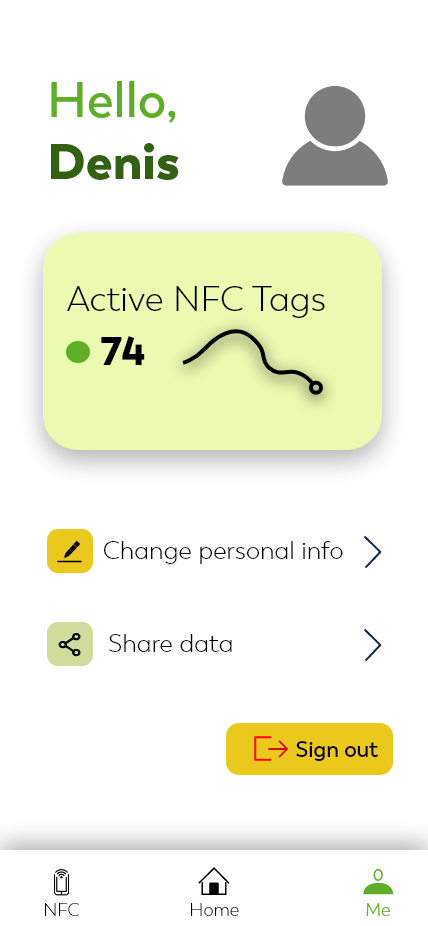 Hello,
Denis
Active NFC Tags
74
Change personal info
Share data
Sign out
NFC
Home
Me